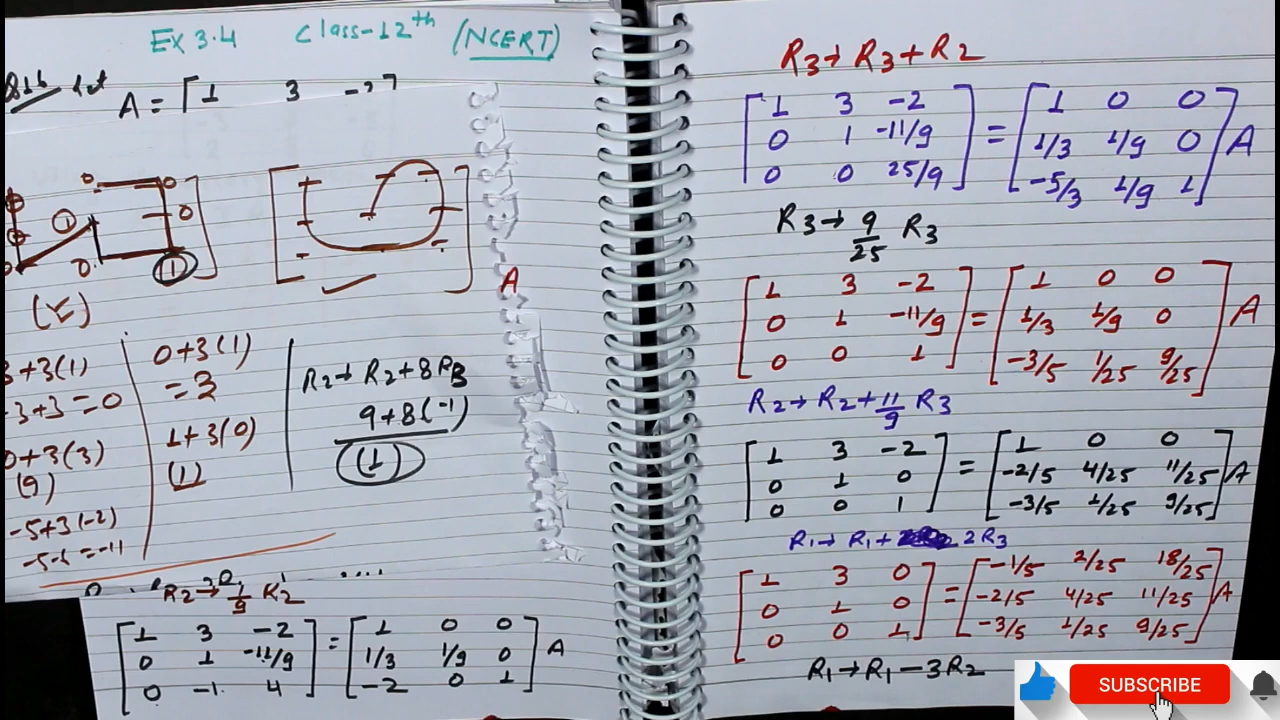 Ex 3.4 Class-12th (NCERT)
A = [ 1 3 -2 ]
0 0
1 0
0 1
(X)
A
3+3(1)
-3+3=0
0+3(3)
(9)
-5+3(-2)
-5-6=-11
0+3(1)
=3
1+3(0)
(1)
R2→R2+8R3
9+8(-1)
(1)
R2→1/9 R2
[ 1 3 -2 ] = [ 1 0 0 ] A
[ 0 1 -11/9 ] [ 1/3 1/9 0 ]
[ 0 -1 4 ] [ -2 0 1 ]
R3→R3+R2
[ 1 3 -2 ] = [ 1 0 0 ] A
[ 0 1 -11/9 ] [ 1/3 1/9 0 ]
[ 0 0 25/9 ] [ -5/3 1/9 1 ]
R3→ 9/25 R3
[ 1 3 -2 ] = [ 1 0 0 ] A
[ 0 1 -11/9 ] [ 1/3 1/9 0 ]
[ 0 0 1 ] [ -3/5 1/25 9/25 ]
R2→R2+11/9 R3
[ 1 3 -2 ] = [ 1 0 0 ] A
[ 0 1 0 ] [ -2/5 4/25 11/25 ]
[ 0 0 1 ] [ -3/5 1/25 9/25 ]
R1→R1+ 2R3
[ 1 3 0 ] = [ -1/5 2/25 18/25 ] A
[ 0 1 0 ] [ -2/5 4/25 11/25 ]
[ 0 0 1 ] [ -3/5 1/25 9/25 ]
R1→R1-3R2
SUBSCRIBE